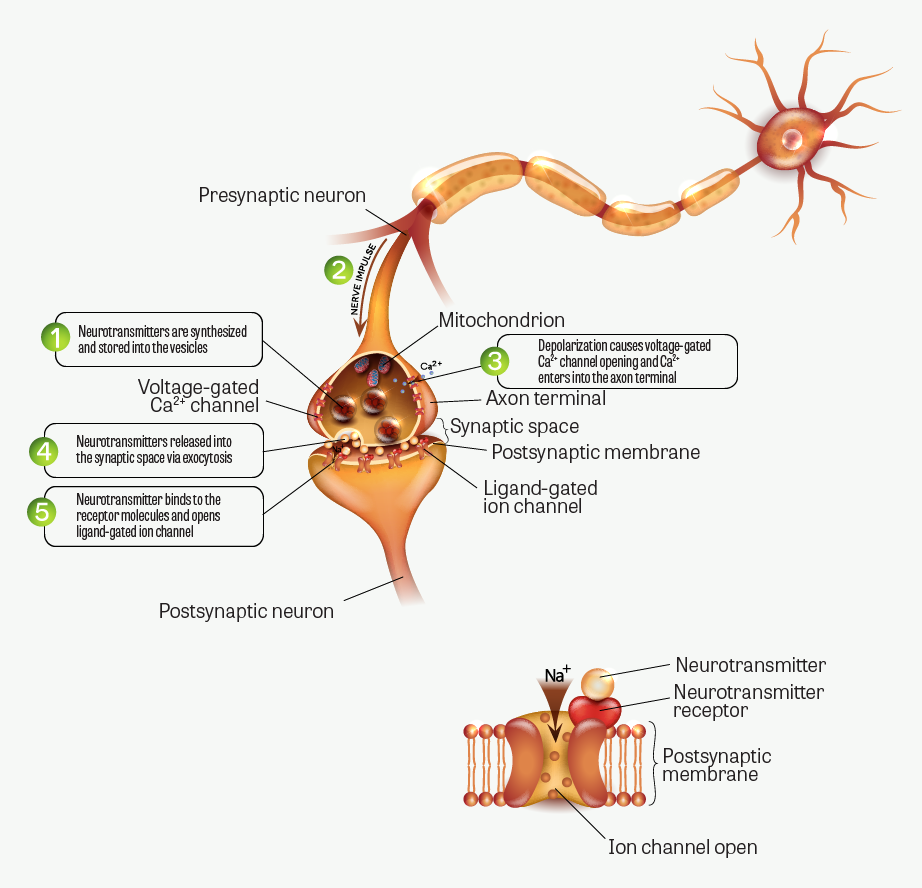 Presynaptic neuron
2
NERVE IMPULSE
1
Neurotransmitters are synthesized
and stored into the vesicles
Mitochondrion
3
Depolarization causes voltage-gated
Ca²⁺ channel opening and Ca²⁺
enters into the axon terminal
Ca²⁺
Voltage-gated
Ca²⁺ channel
Axon terminal
Synaptic space
4
Neurotransmitters released into
the synaptic space via exocytosis
Postsynaptic membrane
5
Neurotransmitter binds to the
receptor molecules and opens
ligand-gated ion channel
Ligand-gated
ion channel
Postsynaptic neuron
Na⁺
Neurotransmitter
Neurotransmitter
receptor
Postsynaptic
membrane
Ion channel open